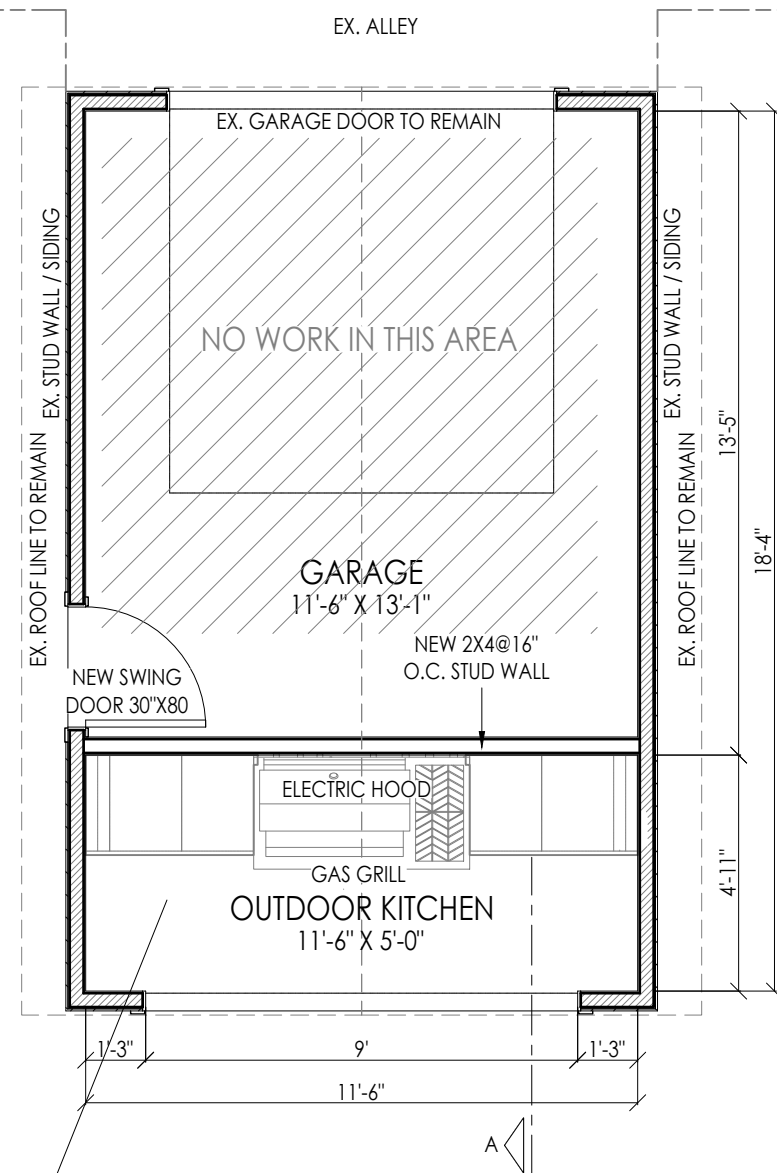 EX. ALLEY
EX. GARAGE DOOR TO REMAIN
EX. STUD WALL / SIDING
EX. STUD WALL / SIDING
NO WORK IN THIS AREA
13'-5"
18'-4"
EX. ROOF LINE TO REMAIN
EX. ROOF LINE TO REMAIN
GARAGE
11'-6" X 13'-1"
NEW 2X4@16"
O.C. STUD WALL
NEW SWING
DOOR 30"X80
ELECTRIC HOOD
GAS GRILL
4'-11"
OUTDOOR KITCHEN
11'-6" X 5'-0"
1'-3"
9'
1'-3"
11'-6"
A